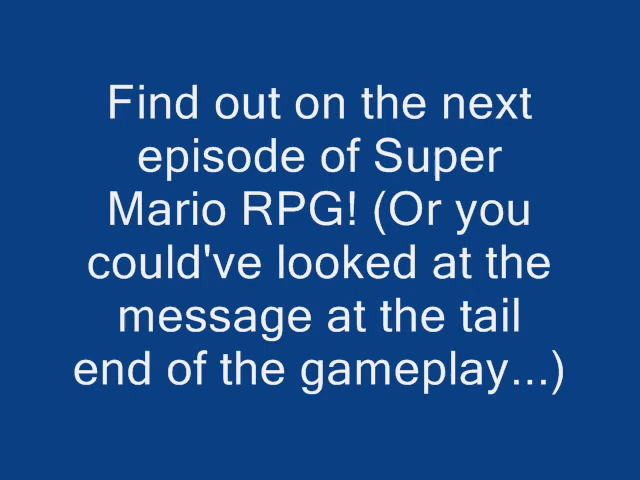 Find out on the next
episode of Super
Mario RPG! (Or you
could've looked at the
message at the tail
end of the gameplay...)